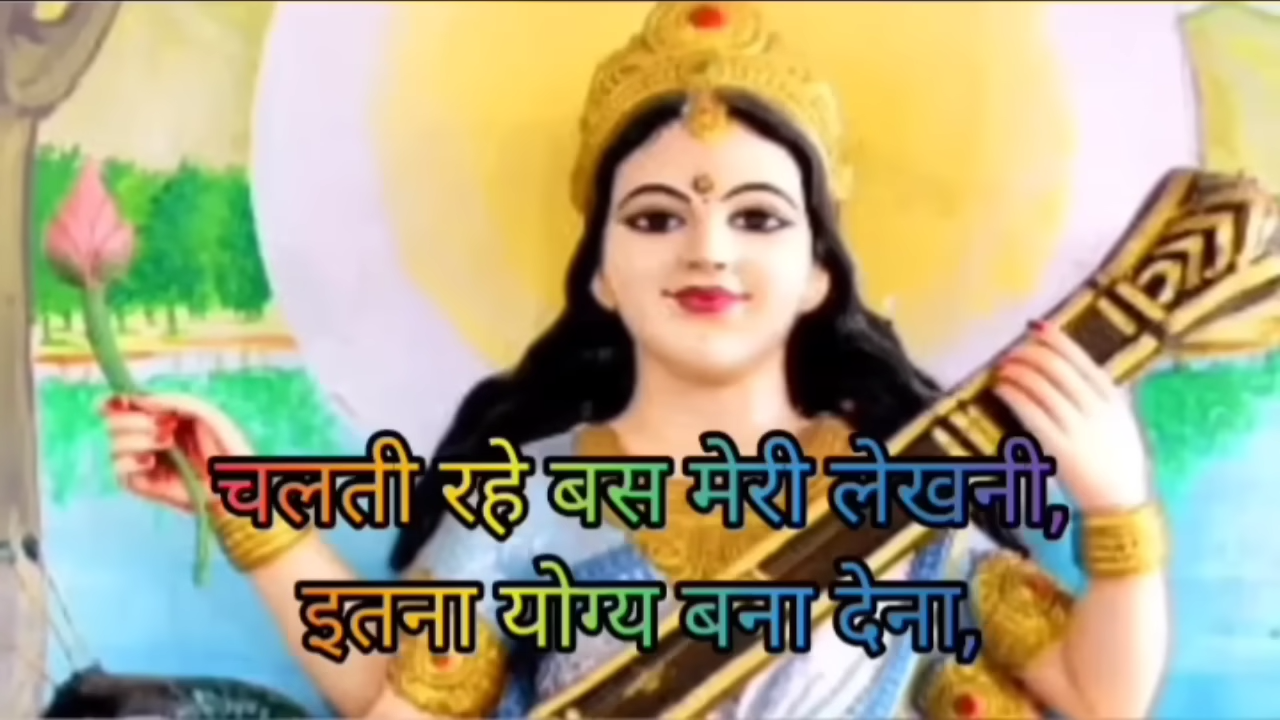 चलती रहे बस मेरी लेखनी,
इतना योग्य बना देना,